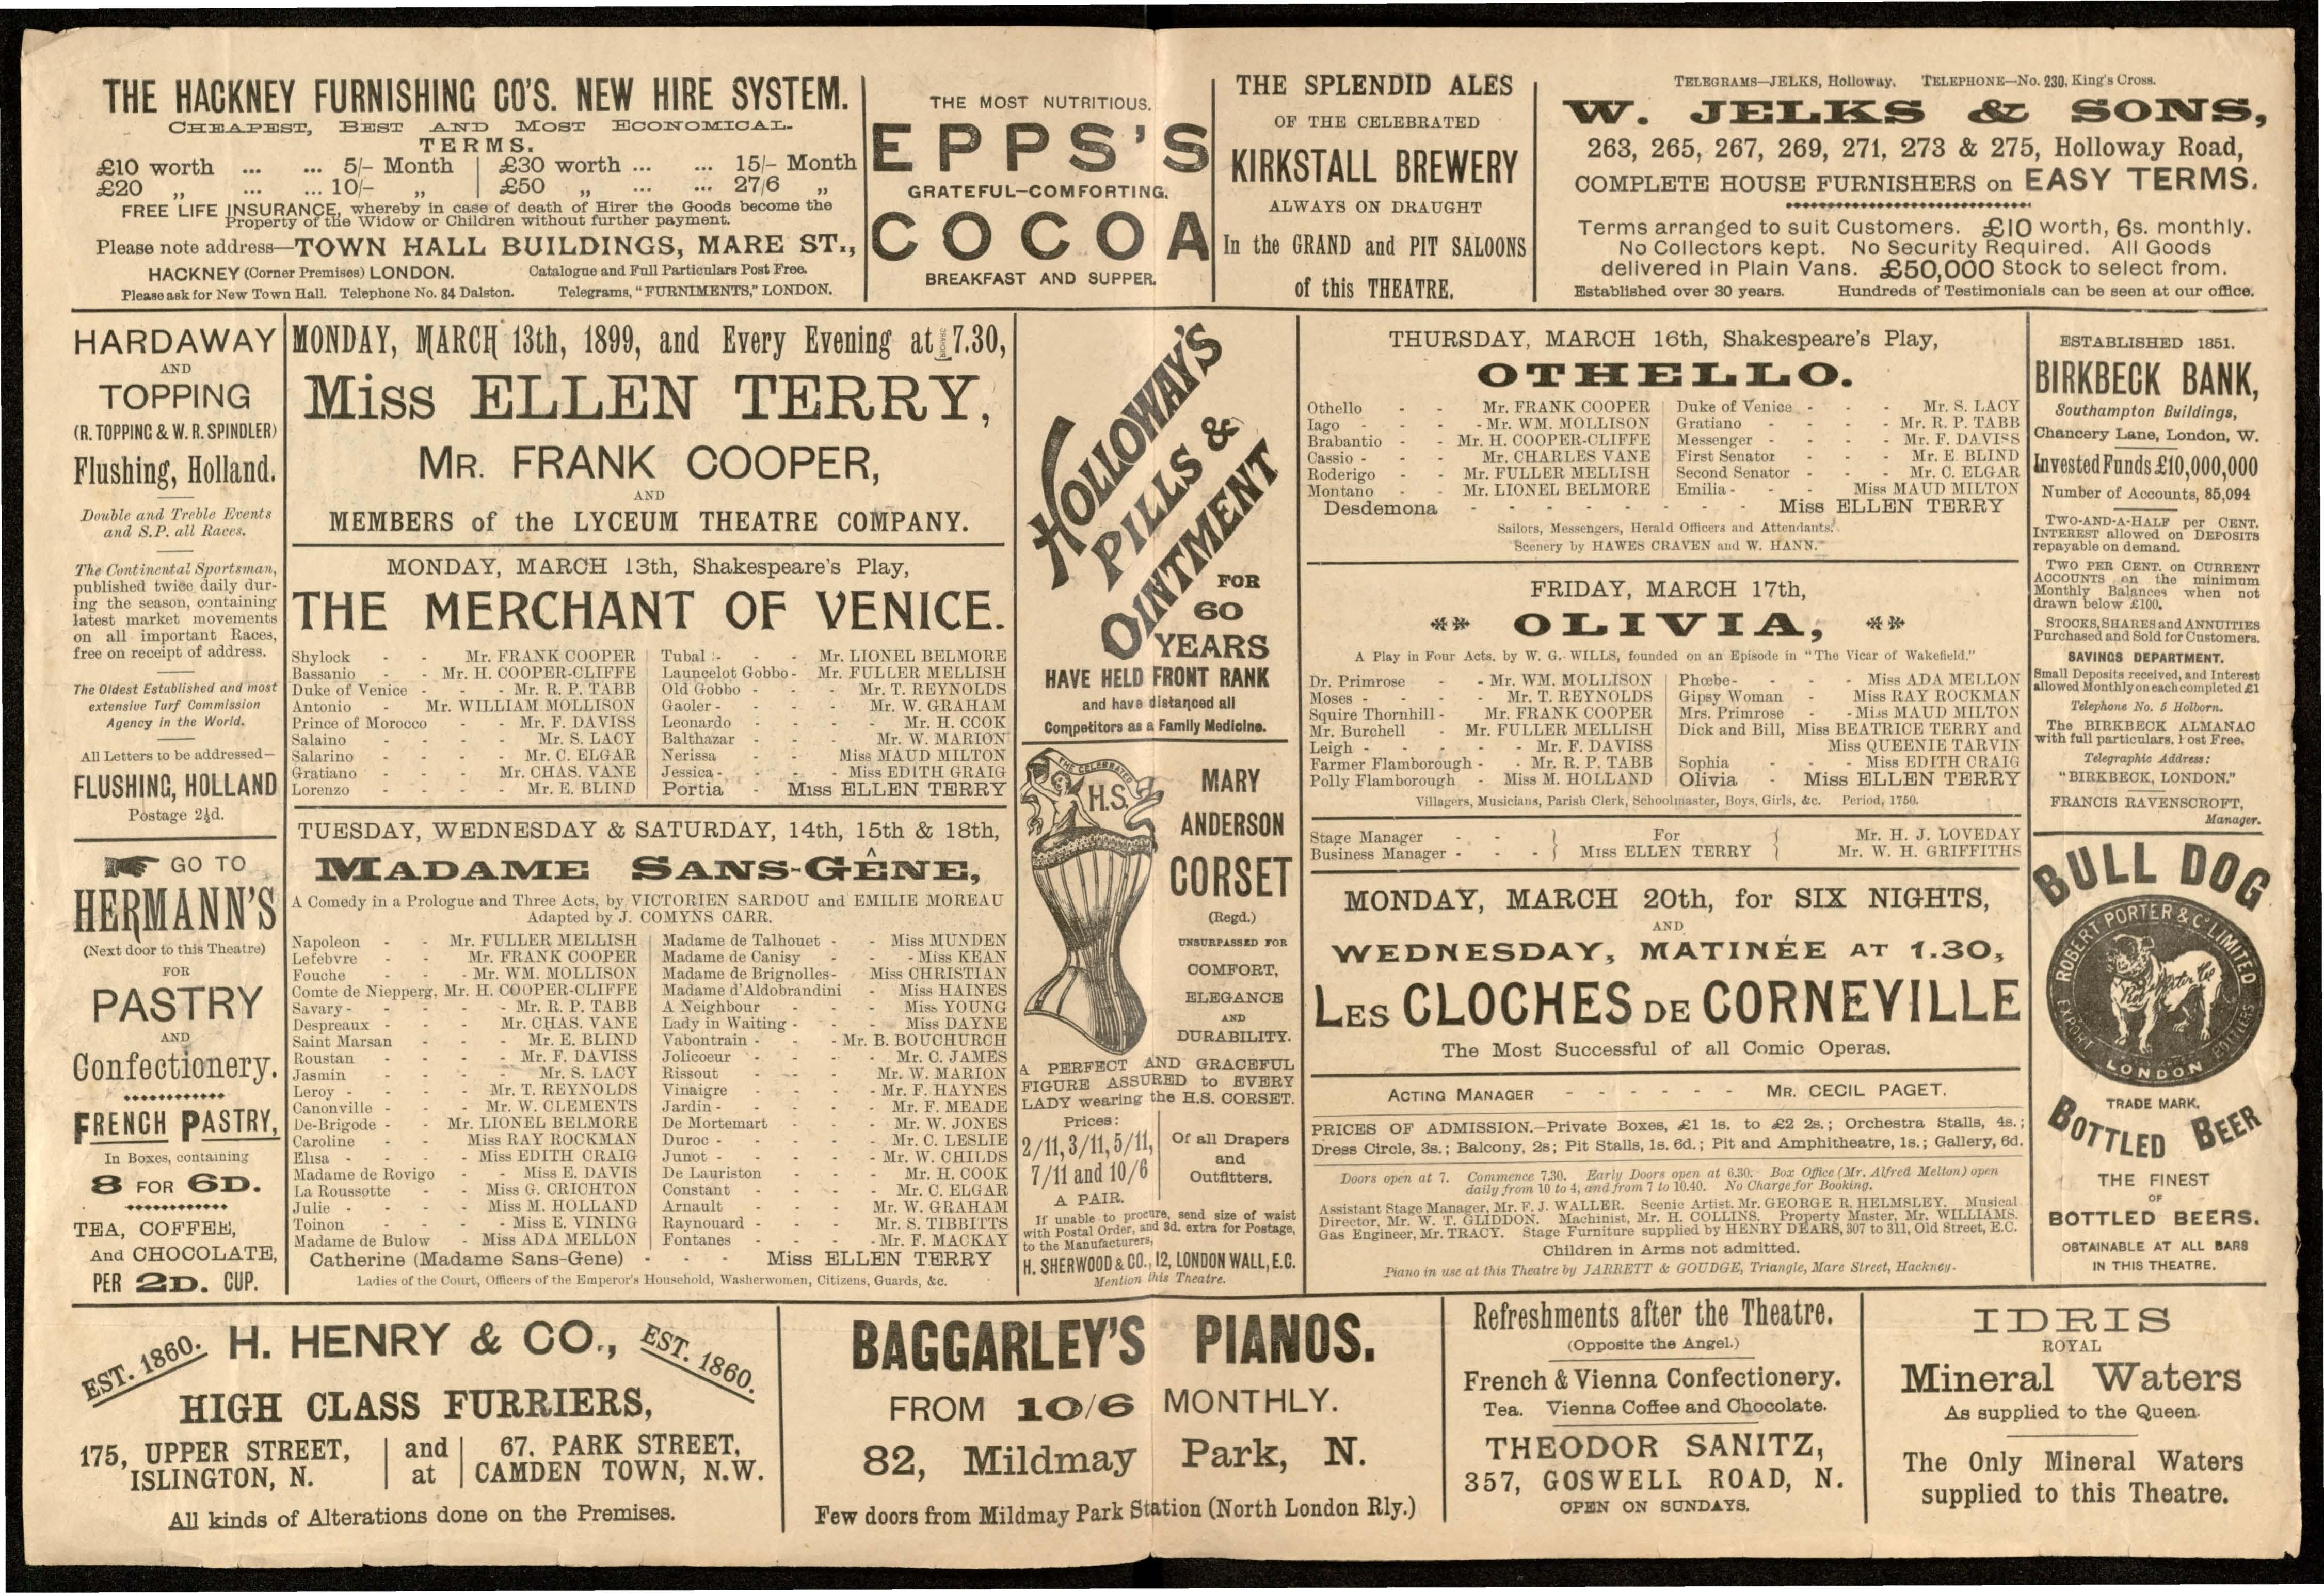 THE HACKNEY FURNISHING CO'S. NEW HIRE SYSTEM.
CHEAPEST, BEST AND MOST ECONOMICAL.
TERMS.
£10 worth ... ... 5/- Month | £30 worth ... ... 15/- Month
£20 „ ... ... 10/- „ | £50 „ ... ... 27/6 „
FREE LIFE INSURANCE, whereby in case of death of Hirer the Goods become the
Property of the Widow or Children without further payment.
Please note address—TOWN HALL BUILDINGS, MARE ST.,
HACKNEY (Corner Premises) LONDON. Catalogue and Full Particulars Post Free.
Please ask for New Town Hall. Telephone No. 84 Dalston. Telegrams, "FURNIMENTS," LONDON.
THE MOST NUTRITIOUS.
EPPS'S
GRATEFUL—COMFORTING.
COCOA
BREAKFAST AND SUPPER.
THE SPLENDID ALES
OF THE CELEBRATED
KIRKSTALL BREWERY
ALWAYS ON DRAUGHT
In the GRAND and PIT SALOONS
of this THEATRE.
TELEGRAMS—JELKS, Holloway. TELEPHONE—No. 230, King's Cross.
W. JELKS & SONS,
263, 265, 267, 269, 271, 273 & 275, Holloway Road,
COMPLETE HOUSE FURNISHERS on EASY TERMS.
Terms arranged to suit Customers. £10 worth, 6s. monthly.
No Collectors kept. No Security Required. All Goods
delivered in Plain Vans. £50,000 Stock to select from.
Established over 30 years. Hundreds of Testimonials can be seen at our office.
HARDAWAY
AND
TOPPING
(R. TOPPING & W. R. SPINDLER)
Flushing, Holland.
Double and Treble Events
and S.P. all Races.
The Continental Sportsman,
published twice daily dur-
ing the season, containing
latest market movements
on all important Races,
free on receipt of address.
The Oldest Established and most
extensive Turf Commission
Agency in the World.
All Letters to be addressed—
FLUSHING, HOLLAND
Postage 2½d.
GO TO
HERMANN'S
(Next door to this Theatre)
FOR
PASTRY
AND
Confectionery.
FRENCH PASTRY,
In Boxes, containing
8 FOR 6D.
TEA, COFFEE,
And CHOCOLATE,
PER 2D. CUP.
MONDAY, MARCH 13th, 1899, and Every Evening at 7.30,
Miss ELLEN TERRY,
MR. FRANK COOPER,
AND
MEMBERS of the LYCEUM THEATRE COMPANY.
MONDAY, MARCH 13th, Shakespeare's Play,
THE MERCHANT OF VENICE.
Shylock - - Mr. FRANK COOPER
Bassanio - Mr. H. COOPER-CLIFFE
Duke of Venice - - - Mr. R. P. TABB
Antonio - Mr. WILLIAM MOLLISON
Prince of Morocco - - Mr. F. DAVISS
Salaino - - - - Mr. S. LACY
Salarino - - - - Mr. C. ELGAR
Gratiano - - - Mr. CHAS. VANE
Lorenzo - - - - Mr. E. BLIND
Tubal - - - Mr. LIONEL BELMORE
Launcelot Gobbo - Mr. FULLER MELLISH
Old Gobbo - - - Mr. T. REYNOLDS
Gaoler - - - - Mr. W. GRAHAM
Leonardo - - - - Mr. H. COOK
Balthazar - - - Mr. W. MARION
Nerissa - - - Miss MAUD MILTON
Jessica - - - - Miss EDITH GRAIG
Portia - Miss ELLEN TERRY
TUESDAY, WEDNESDAY & SATURDAY, 14th, 15th & 18th,
MADAME SANS-GÊNE,
A Comedy in a Prologue and Three Acts, by VICTORIEN SARDOU and EMILIE MOREAU
Adapted by J. COMYNS CARR.
Napoleon - - Mr. FULLER MELLISH
Lefebvre - - Mr. FRANK COOPER
Fouche - - - Mr. WM. MOLLISON
Comte de Niepperg, Mr. H. COOPER-CLIFFE
Savary - - - - Mr. R. P. TABB
Despreaux - - - Mr. CHAS. VANE
Saint Marsan - - - Mr. E. BLIND
Roustan - - - - Mr. F. DAVISS
Jasmin - - - - Mr. S. LACY
Leroy - - - - Mr. T. REYNOLDS
Canonville - - - Mr. W. CLEMENTS
De-Brigode - - Mr. LIONEL BELMORE
Caroline - - Miss RAY ROCKMAN
Elisa - - - - Miss EDITH CRAIG
Madame de Rovigo - - Miss E. DAVIS
La Roussotte - - Miss G. CRICHTON
Julie - - - - Miss M. HOLLAND
Toinon - - - - Miss E. VINING
Madame de Bulow - Miss ADA MELLON
Madame de Talhouet - - Miss MUNDEN
Madame de Canisy - - Miss KEAN
Madame de Brignolles - Miss CHRISTIAN
Madame d'Aldobrandini - Miss HAINES
A Neighbour - - - Miss YOUNG
Lady in Waiting - - - Miss DAYNE
Vabontrain - - - Mr. B. BOUCHURCH
Jolicoeur - - - - Mr. C. JAMES
Rissout - - - - Mr. W. MARION
Vinaigre - - - - Mr. F. HAYNES
Jardin - - - - - Mr. F. MEADE
De Mortemart - - - Mr. W. JONES
Duroc - - - - - Mr. C. LESLIE
Junot - - - - - Mr. W. CHILDS
De Lauriston - - - Mr. H. COOK
Constant - - - - Mr. C. ELGAR
Arnault - - - - Mr. W. GRAHAM
Raynouard - - - - Mr. S. TIBBITTS
Fontanes - - - - Mr. F. MACKAY
Catherine (Madame Sans-Gene) - - - Miss ELLEN TERRY
Ladies of the Court, Officers of the Emperor's Household, Washerwomen, Citizens, Guards, &c.
HOLLOWAY'S
PILLS &
OINTMENT
FOR
60
YEARS
HAVE HELD FRONT RANK
and have distanced all
Competitors as a Family Medicine.
THE CELEBRATED
H.S.
MARY
ANDERSON
CORSET
(Regd.)
UNSURPASSED FOR
COMFORT,
ELEGANCE
AND
DURABILITY.
A PERFECT AND GRACEFUL
FIGURE ASSURED to EVERY
LADY wearing the H.S. CORSET.
Prices:
2/11, 3/11, 5/11,
7/11 and 10/6
A PAIR.
Of all Drapers
and
Outfitters.
If unable to procure, send size of waist
with Postal Order, and 3d. extra for Postage,
to the Manufacturers,
H. SHERWOOD & CO., 12, LONDON WALL, E.C.
Mention this Theatre.
THURSDAY, MARCH 16th, Shakespeare's Play,
OTHELLO.
Othello - - Mr. FRANK COOPER
Iago - - - Mr. WM. MOLLISON
Brabantio - - Mr. H. COOPER-CLIFFE
Cassio - - - Mr. CHARLES VANE
Roderigo - - Mr. FULLER MELLISH
Montano - - Mr. LIONEL BELMORE
Duke of Venice - - - Mr. S. LACY
Gratiano - - - - Mr. R. P. TABB
Messenger - - - - Mr. F. DAVISS
First Senator - - - Mr. E. BLIND
Second Senator - - - Mr. C. ELGAR
Emilia - - - Miss MAUD MILTON
Desdemona - - - - - - - - Miss ELLEN TERRY
Sailors, Messengers, Herald Officers and Attendants.
Scenery by HAWES CRAVEN and W. HANN.
FRIDAY, MARCH 17th,
OLIVIA,
A Play in Four Acts, by W. G. WILLS, founded on an Episode in "The Vicar of Wakefield."
Dr. Primrose - - Mr. WM. MOLLISON
Moses - - - - Mr. T. REYNOLDS
Squire Thornhill - Mr. FRANK COOPER
Mr. Burchell - Mr. FULLER MELLISH
Leigh - - - - - Mr. F. DAVISS
Farmer Flamborough - - Mr. R. P. TABB
Polly Flamborough - Miss M. HOLLAND
Phœbe - - - Miss ADA MELLON
Gipsy Woman - Miss RAY ROCKMAN
Mrs. Primrose - - Miss MAUD MILTON
Dick and Bill, Miss BEATRICE TERRY and
Miss QUEENIE TARVIN
Sophia - - - Miss EDITH CRAIG
Olivia - Miss ELLEN TERRY
Villagers, Musicians, Parish Clerk, Schoolmaster, Boys, Girls, &c. Period, 1750.
Stage Manager - - } For { Mr. H. J. LOVEDAY
Business Manager - - - } Miss ELLEN TERRY { Mr. W. H. GRIFFITHS
MONDAY, MARCH 20th, for SIX NIGHTS,
AND
WEDNESDAY, MATINÉE AT 1.30,
LES CLOCHES DE CORNEVILLE
The Most Successful of all Comic Operas.
ACTING MANAGER - - - - - - MR. CECIL PAGET.
PRICES OF ADMISSION.—Private Boxes, £1 1s. to £2 2s.; Orchestra Stalls, 4s.;
Dress Circle, 3s.; Balcony, 2s; Pit Stalls, 1s. 6d.; Pit and Amphitheatre, 1s.; Gallery, 6d.
Doors open at 7. Commence 7.30. Early Doors open at 6.30. Box Office (Mr. Alfred Melton) open
daily from 10 to 4, and from 7 to 10.40. No Charge for Booking.
Assistant Stage Manager, Mr. F. J. WALLER. Scenic Artist. Mr. GEORGE R. HELMSLEY. Musical
Director, Mr. W. T. GLIDDON. Machinist, Mr. H. COLLINS. Property Master, Mr. WILLIAMS.
Gas Engineer, Mr. TRACY. Stage Furniture supplied by HENRY DEARS, 307 to 311, Old Street, E.C.
Children in Arms not admitted.
Piano in use at this Theatre by JARRETT & GOUDGE, Triangle, Mare Street, Hackney.
ESTABLISHED 1851.
BIRKBECK BANK,
Southampton Buildings,
Chancery Lane, London, W.
Invested Funds £10,000,000
Number of Accounts, 85,094
TWO-AND-A-HALF per CENT.
INTEREST allowed on DEPOSITS
repayable on demand.
TWO PER CENT. on CURRENT
ACCOUNTS on the minimum
Monthly Balances when not
drawn below £100.
STOCKS, SHARES and ANNUITIES
Purchased and Sold for Customers.
SAVINGS DEPARTMENT.
Small Deposits received, and Interest
allowed Monthly on each completed £1
Telephone No. 5 Holborn.
The BIRKBECK ALMANAC
with full particulars, Post Free.
Telegraphic Address:
"BIRKBECK, LONDON."
FRANCIS RAVENSCROFT,
Manager.
BULL DOG
ROBERT PORTER & CO LIMITED
EXPORT BOTTLERS
LONDON
TRADE MARK.
BOTTLED BEER
THE FINEST
OF
BOTTLED BEERS.
OBTAINABLE AT ALL BARS
IN THIS THEATRE.
EST. 1860. H. HENRY & CO., EST. 1860.
HIGH CLASS FURRIERS,
175, UPPER STREET, ISLINGTON, N.
and at
67, PARK STREET, CAMDEN TOWN, N.W.
All kinds of Alterations done on the Premises.
BAGGARLEY'S PIANOS.
FROM 10/6 MONTHLY.
82, Mildmay Park, N.
Few doors from Mildmay Park Station (North London Rly.)
Refreshments after the Theatre.
(Opposite the Angel.)
French & Vienna Confectionery.
Tea. Vienna Coffee and Chocolate.
THEODOR SANITZ,
357, GOSWELL ROAD, N.
OPEN ON SUNDAYS.
IDRIS
ROYAL
Mineral Waters
As supplied to the Queen.
The Only Mineral Waters
supplied to this Theatre.